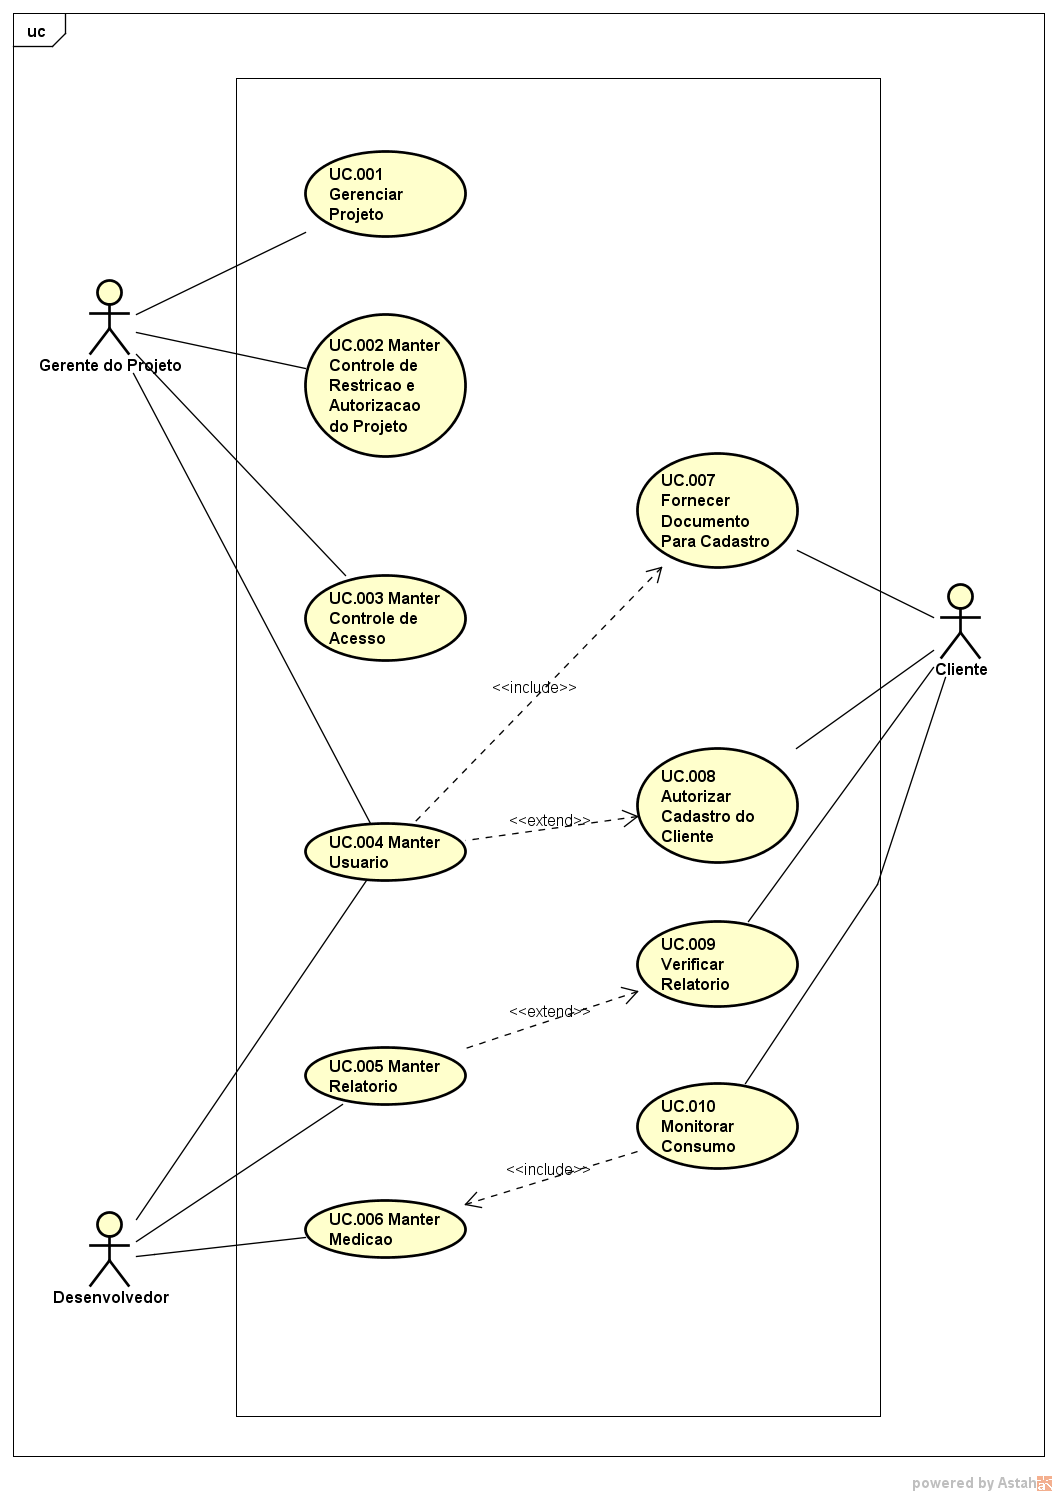 uc
UC.001
Gerenciar
Projeto
Gerente do Projeto
UC.002 Manter
Controle de
Restricao e
Autorizacao
do Projeto
UC.003 Manter
Controle de
Acesso
UC.007
Fornecer
Documento
Para Cadastro
Cliente
<<include>>
UC.004 Manter
Usuario
<<extend>>
UC.008
Autorizar
Cadastro do
Cliente
UC.009
Verificar
Relatorio
<<extend>>
UC.005 Manter
Relatorio
UC.010
Monitorar
Consumo
<<include>>
UC.006 Manter
Medicao
Desenvolvedor
powered by Astah